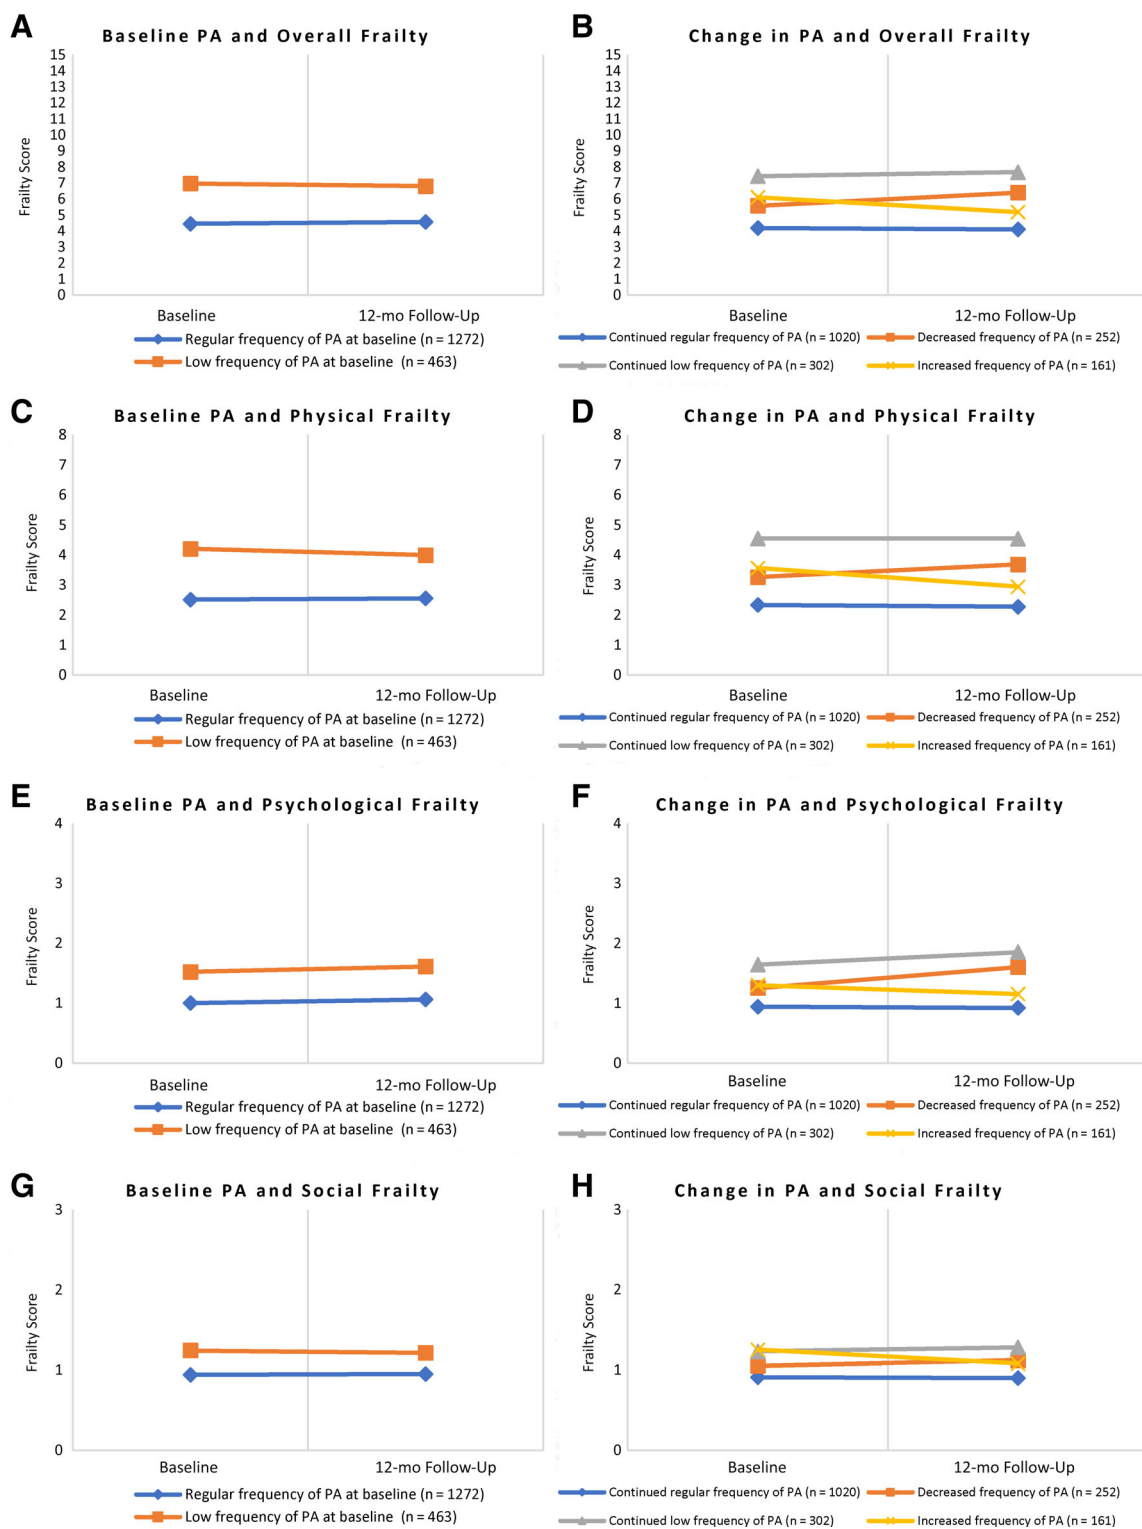 A
Baseline PA and Overall Frailty
Frailty Score
15
14
13
12
11
10
9
8
7
6
5
4
3
2
1
0
Baseline 12-mo Follow-Up
Regular frequency of PA at baseline (n = 1272)
Low frequency of PA at baseline (n = 463)
B
Change in PA and Overall Frailty
Frailty Score
15
14
13
12
11
10
9
8
7
6
5
4
3
2
1
0
Baseline 12-mo Follow-Up
Continued regular frequency of PA (n = 1020) Decreased frequency of PA (n = 252)
Continued low frequency of PA (n = 302) Increased frequency of PA (n = 161)
C
Baseline PA and Physical Frailty
Frailty Score
8
7
6
5
4
3
2
1
0
Baseline 12-mo Follow-Up
Regular frequency of PA at baseline (n = 1272)
Low frequency of PA at baseline (n = 463)
D
Change in PA and Physical Frailty
Frailty Score
8
7
6
5
4
3
2
1
0
Baseline 12-mo Follow-Up
Continued regular frequency of PA (n = 1020) Decreased frequency of PA (n = 252)
Continued low frequency of PA (n = 302) Increased frequency of PA (n = 161)
E
Baseline PA and Psychological Frailty
Frailty Score
4
3
2
1
0
Baseline 12-mo Follow-Up
Regular frequency of PA at baseline (n = 1272)
Low frequency of PA at baseline (n = 463)
F
Change in PA and Psychological Frailty
Frailty Score
4
3
2
1
0
Baseline 12-mo Follow-Up
Continued regular frequency of PA (n = 1020) Decreased frequency of PA (n = 252)
Continued low frequency of PA (n = 302) Increased frequency of PA (n = 161)
G
Baseline PA and Social Frailty
Frailty Score
3
2
1
0
Baseline 12-mo Follow-Up
Regular frequency of PA at baseline (n = 1272)
Low frequency of PA at baseline (n = 463)
H
Change in PA and Social Frailty
Frailty Score
3
2
1
0
Baseline 12-mo Follow-Up
Continued regular frequency of PA (n = 1020) Decreased frequency of PA (n = 252)
Continued low frequency of PA (n = 302) Increased frequency of PA (n = 161)